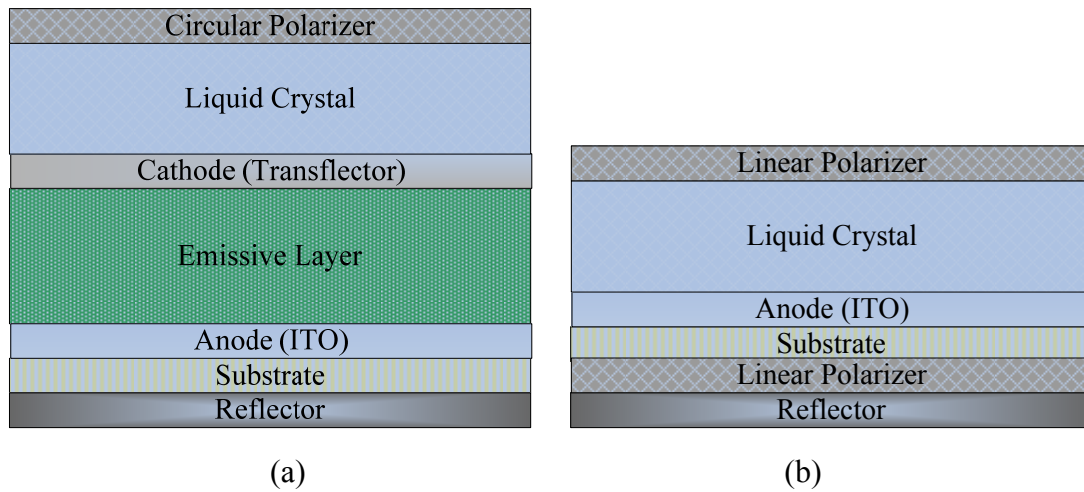 Circular Polarizer
Liquid Crystal
Cathode (Transflector)
Emissive Layer
Anode (ITO)
Substrate
Reflector
(a)
Linear Polarizer
Liquid Crystal
Anode (ITO)
Substrate
Linear Polarizer
Reflector
(b)